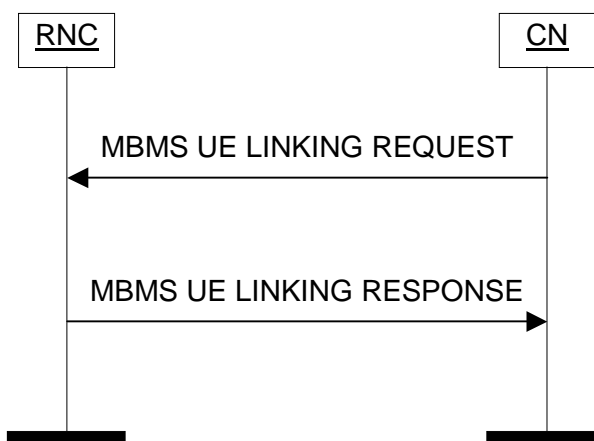 RNC
CN
MBMS UE LINKING REQUEST
MBMS UE LINKING RESPONSE